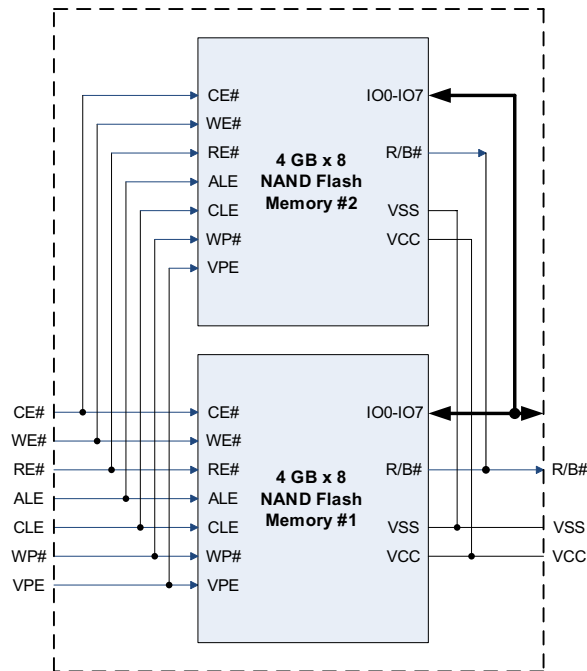 CE#
IO0-IO7
WE#
RE#
R/B#
4 GB x 8
NAND Flash
Memory #2
ALE
CLE
VSS
WP#
VCC
VPE
CE#
CE#
IO0-IO7
WE#
WE#
RE#
RE#
R/B#
R/B#
4 GB x 8
NAND Flash
Memory #1
ALE
ALE
CLE
CLE
VSS
VSS
WP#
WP#
VCC
VCC
VPE
VPE